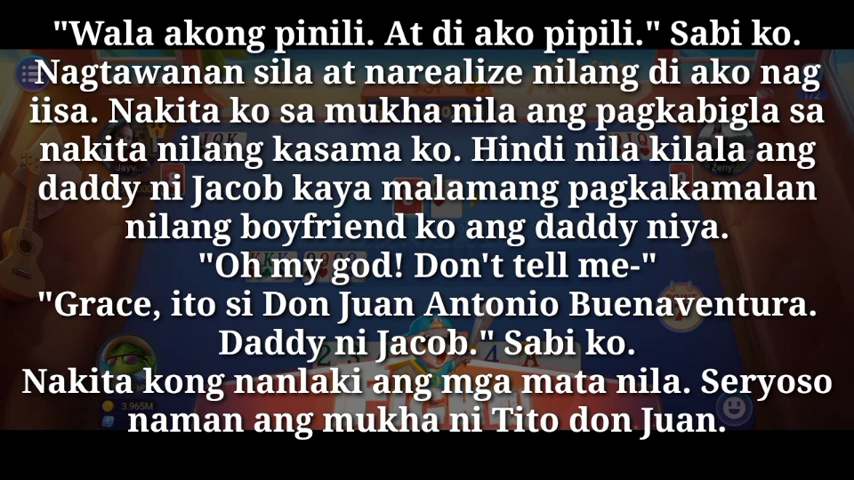 "Wala akong pinili. At di ako pipili." Sabi ko.
Nagtawanan sila at narealize nilang di ako nag
iisa. Nakita ko sa mukha nila ang pagkabigla sa
nakita nilang kasama ko. Hindi nila kilala ang
daddy ni Jacob kaya malamang pagkakamalan
nilang boyfriend ko ang daddy niya.
"Oh my god! Don't tell me-"
"Grace, ito si Don Juan Antonio Buenaventura.
Daddy ni Jacob." Sabi ko.
Nakita kong nanlaki ang mga mata nila. Seryoso
naman ang mukha ni Tito don Juan.
3.965M